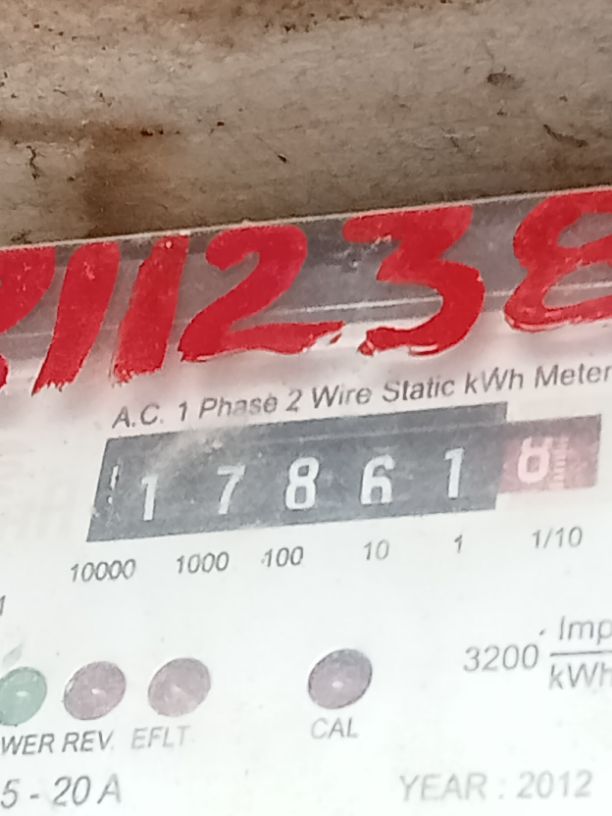 11238
A.C. 1 Phase 2 Wire Static kWh Meter
1 7 8 6 1 8
10000 1000 100 10 1 1/10
3200 Imp/kWh
WER REV. EFLT CAL
5 - 20 A YEAR : 2012